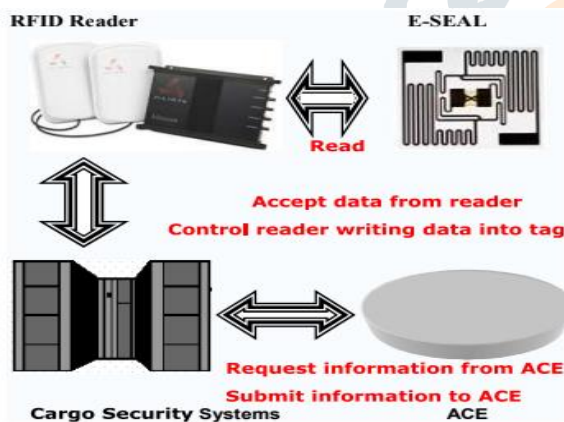 RFID Reader
E-SEAL
Read
Accept data from reader
Control reader writing data into tag
Request information from ACE
Submit information to ACE
Cargo Security Systems
ACE